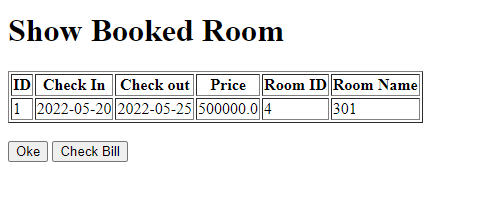 Show Booked Room
ID Check In Check out Price Room ID Room Name
1 2022-05-20 2022-05-25 500000.0 4 301
Oke Check Bill